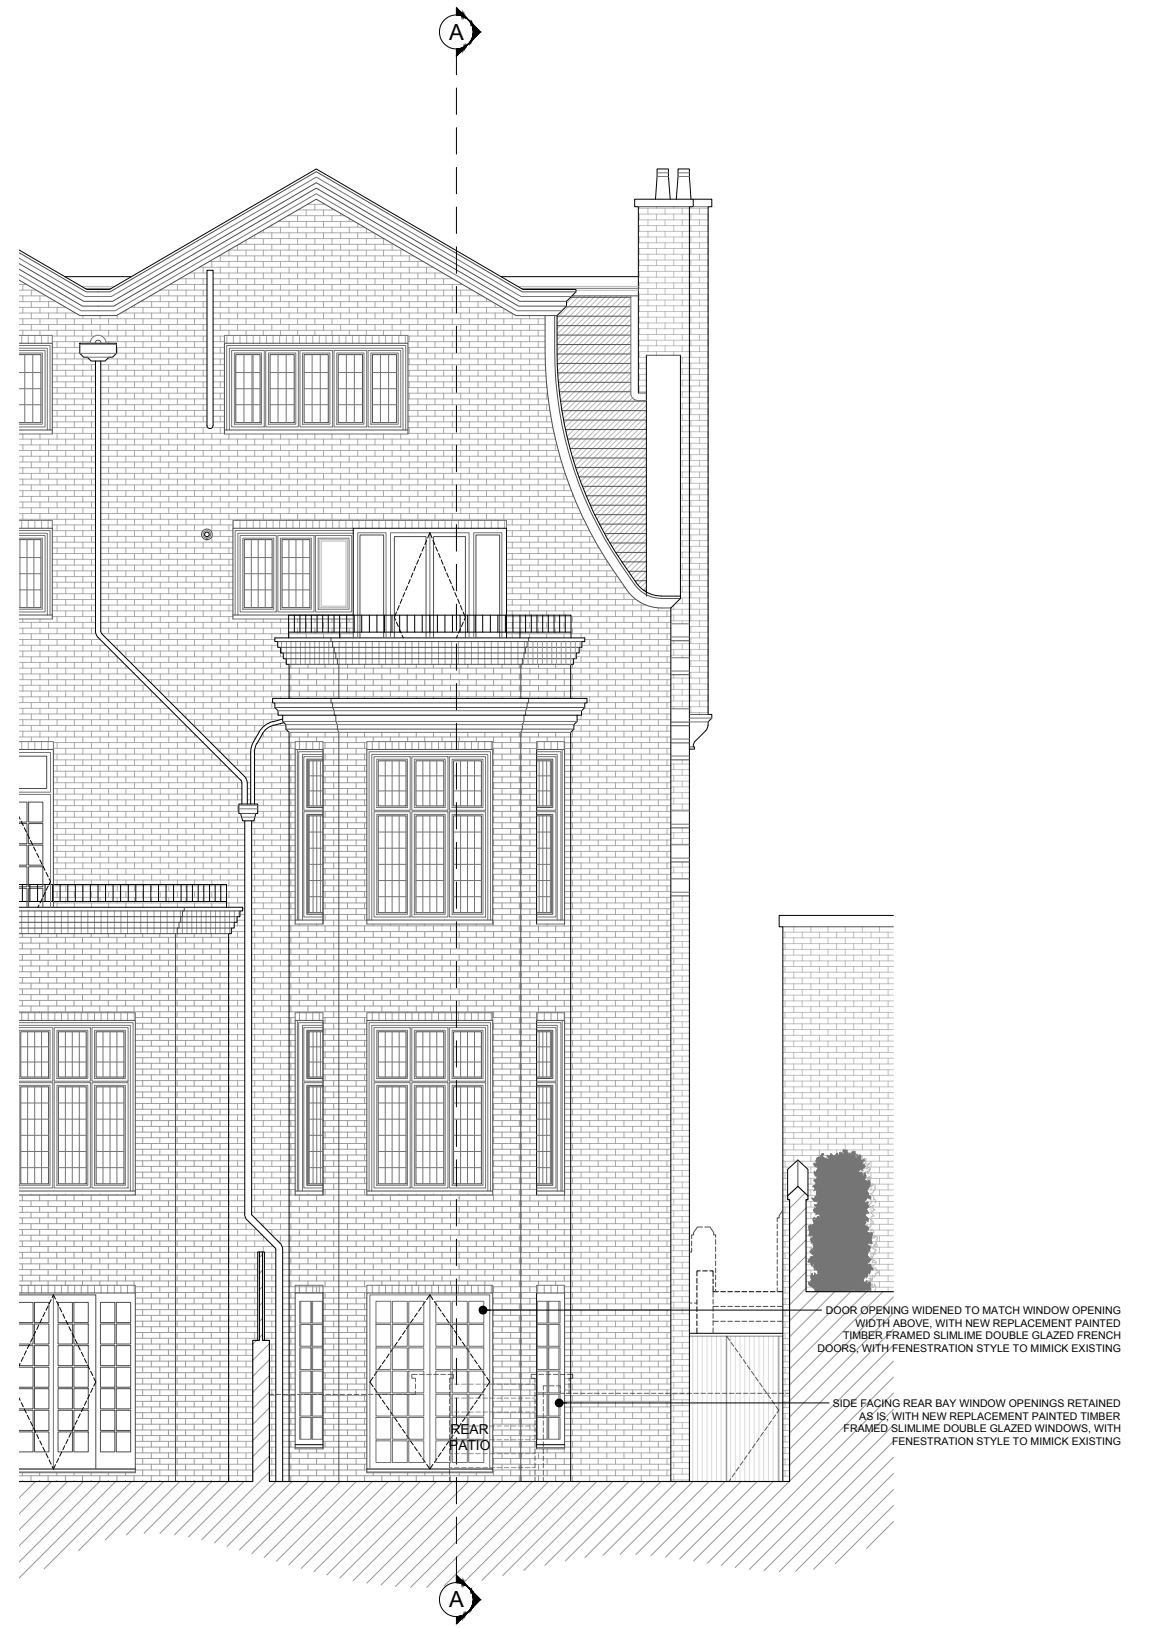 A
DOOR OPENING WIDENED TO MATCH WINDOW OPENING
WIDTH ABOVE, WITH NEW REPLACEMENT PAINTED
TIMBER FRAMED SLIMLIME DOUBLE GLAZED FRENCH
DOORS, WITH FENESTRATION STYLE TO MIMICK EXISTING
SIDE FACING REAR BAY WINDOW OPENINGS RETAINED
AS IS, WITH NEW REPLACEMENT PAINTED TIMBER
FRAMED SLIMLIME DOUBLE GLAZED WINDOWS, WITH
FENESTRATION STYLE TO MIMICK EXISTING
REAR
PATIO
A